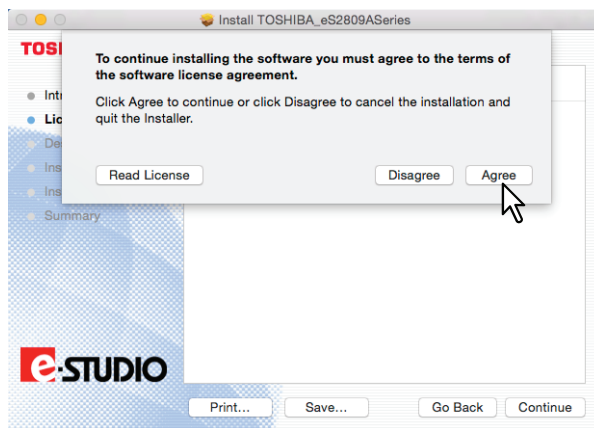 Install TOSHIBA_eS2809ASeries
To continue installing the software you must agree to the terms of
the software license agreement.
Click Agree to continue or click Disagree to cancel the installation and
quit the Installer.
Read License
Disagree
Agree
Summary
e-STUDIO
Print...
Save...
Go Back
Continue